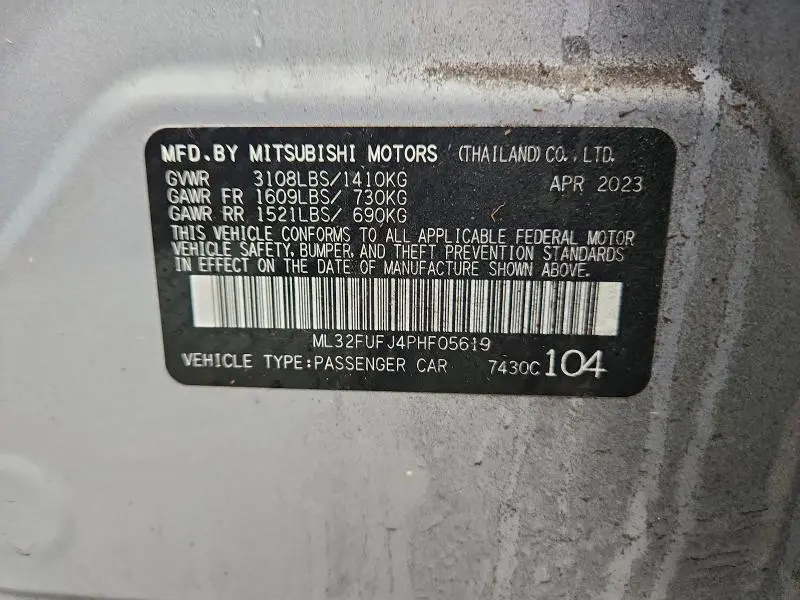 MFD.BY MITSUBISHI MOTORS (THAILAND)CO.,LTD.
GVWR 3108LBS/1410KG APR 2023
GAWR FR 1609LBS/ 730KG
GAWR RR 1521LBS/ 690KG
THIS VEHICLE CONFORMS TO ALL APPLICABLE FEDERAL MOTOR
VEHICLE SAFETY, BUMPER, AND THEFT PREVENTION STANDARDS
IN EFFECT ON THE DATE OF MANUFACTURE SHOWN ABOVE.
ML32FUFJ4PHF05619
VEHICLE TYPE:PASSENGER CAR 7430C 104